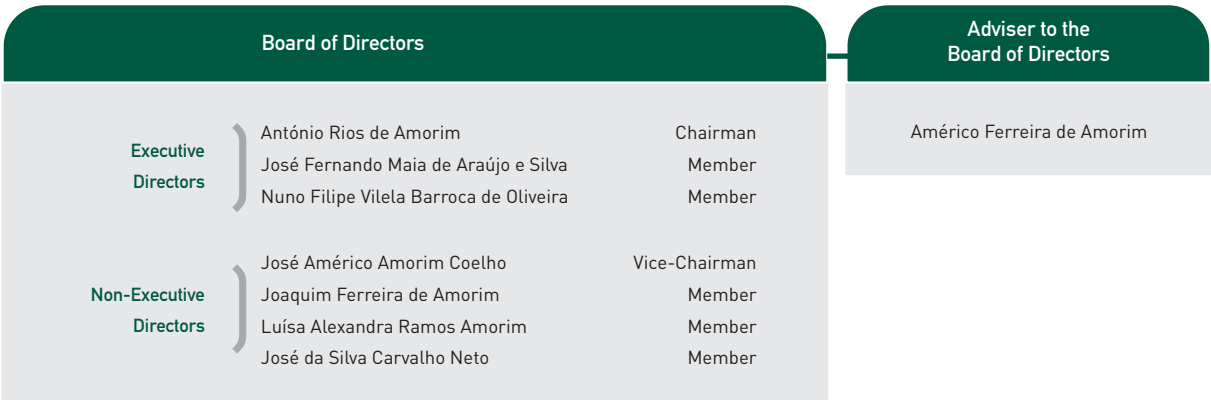 Board of Directors
Adviser to the
Board of Directors
Executive
Directors
António Rios de Amorim Chairman
José Fernando Maia de Araújo e Silva Member
Nuno Filipe Vilela Barroca de Oliveira Member
Non-Executive
Directors
José Américo Amorim Coelho Vice-Chairman
Joaquim Ferreira de Amorim Member
Luísa Alexandra Ramos Amorim Member
José da Silva Carvalho Neto Member
Américo Ferreira de Amorim